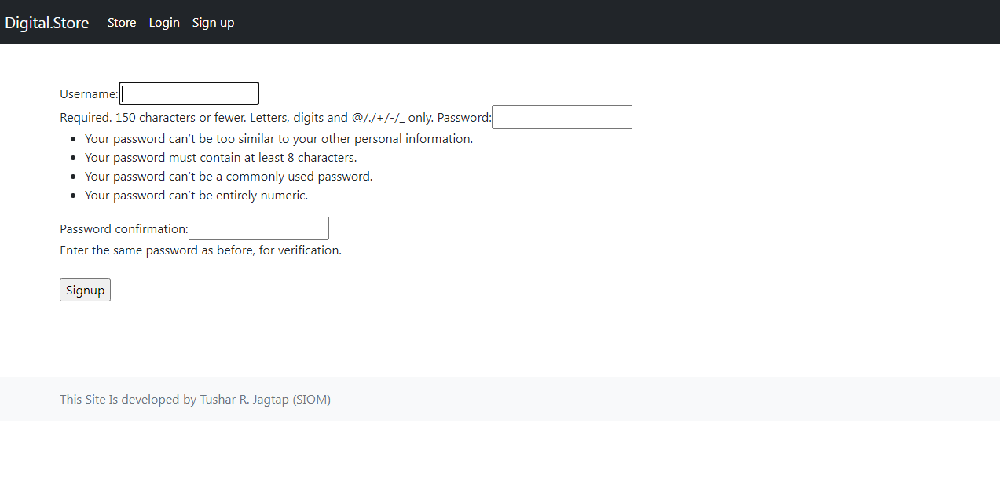 Digital.Store Store Login Sign up
Username:
Required. 150 characters or fewer. Letters, digits and @/./+/-/_ only. Password:
• Your password can’t be too similar to your other personal information.
• Your password must contain at least 8 characters.
• Your password can’t be a commonly used password.
• Your password can’t be entirely numeric.
Password confirmation:
Enter the same password as before, for verification.
Signup
This Site Is developed by Tushar R. Jagtap (SIOM)